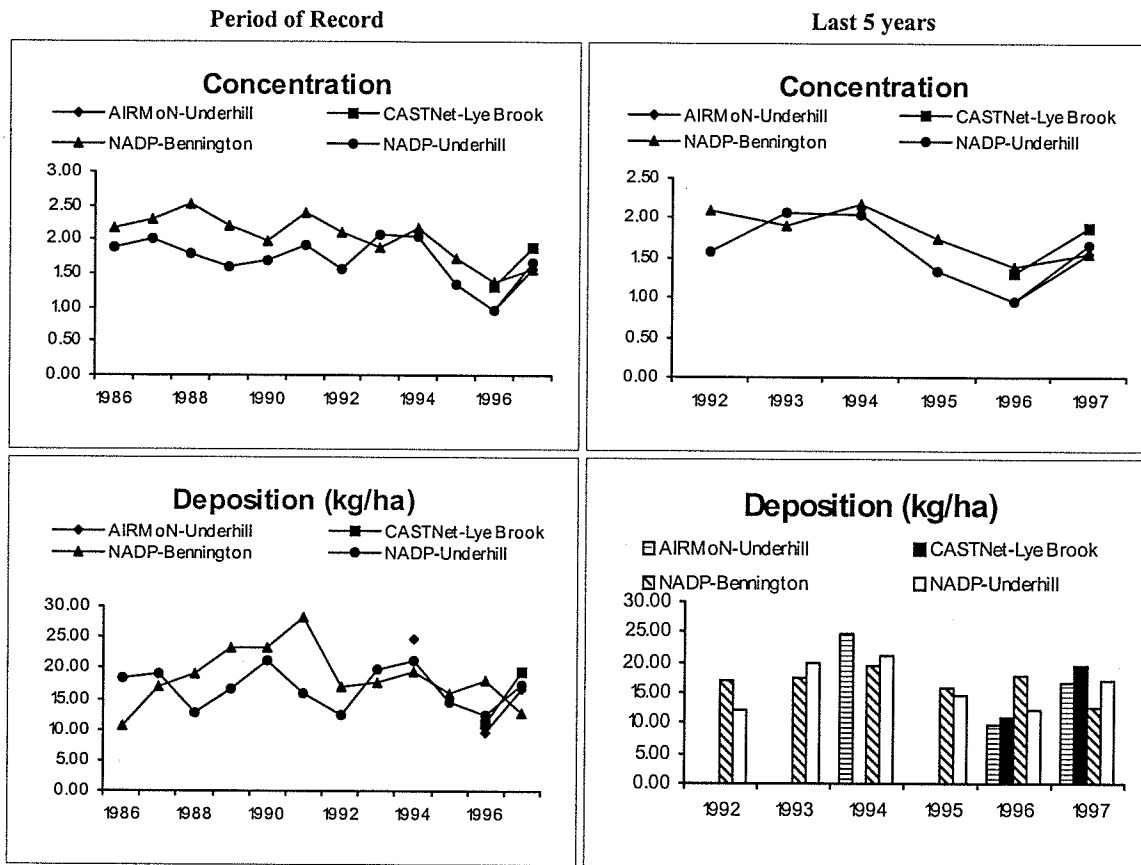 Period of Record
Last 5 years
Concentration
AIRMoN-Underhill CASTNet-Lye Brook
NADP-Bennington NADP-Underhill
3.00
2.50
2.00
1.50
1.00
0.50
0.00
1986 1988 1990 1992 1994 1996
Concentration
AIRMoN-Underhill CASTNet-Lye Brook
NADP-Bennington NADP-Underhill
2.50
2.00
1.50
1.00
0.50
0.00
1992 1993 1994 1995 1996 1997
Deposition (kg/ha)
AIRMoN-Underhill CASTNet-Lye Brook
NADP-Bennington NADP-Underhill
30.00
25.00
20.00
15.00
10.00
5.00
0.00
1986 1988 1990 1992 1994 1996
Deposition (kg/ha)
AIRMoN-Underhill CASTNet-Lye Brook
NADP-Bennington NADP-Underhill
30.00
25.00
20.00
15.00
10.00
5.00
0.00
1992 1993 1994 1995 1996 1997